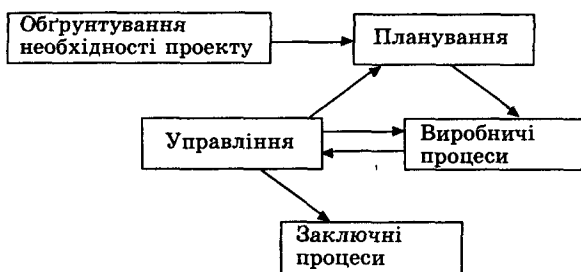 Обґрунтування
необхідності проекту
Планування
Управління
Виробничі
процеси
Заключні
процеси